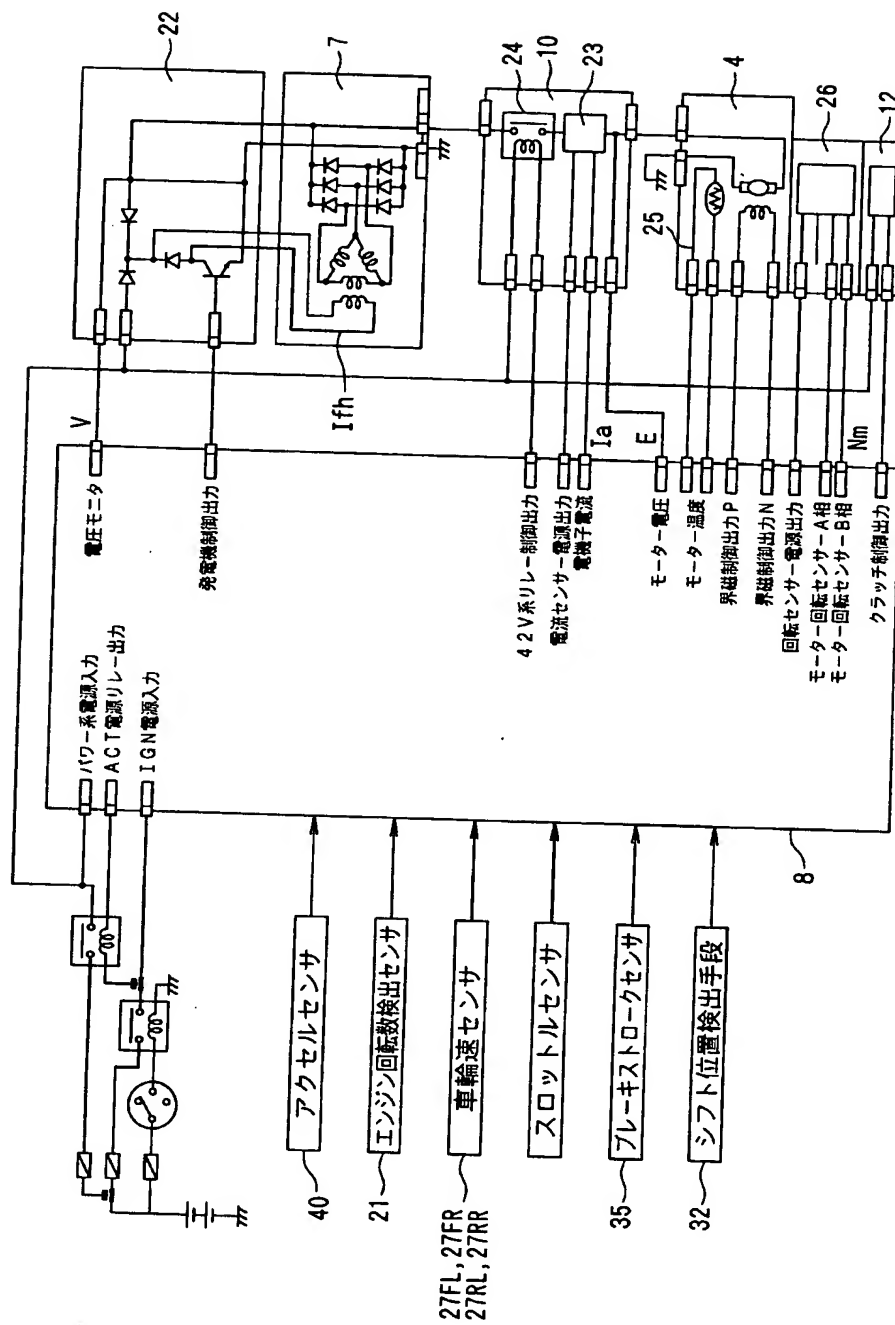 パワー系電源入力
ACT電源リレー出力
IGN電源入力
電圧モニタ
V
発電機制御出力
Ifh
22
7
42V系リレー制御出力
電流センサー電源出力
電機子電流
Ia
E
モーター電圧
24
10
23
モーター温度
界磁制御出力P
界磁制御出力N
回転センサー電源出力
モーター回転センサーA相
モーター回転センサーB相
Nm
クラッチ制御出力
25
4
26
12
アクセルセンサ
40
エンジン回転数検出センサ
21
車輪速センサ
27FL, 27FR
27RL, 27RR
スロットルセンサ
ブレーキストロークセンサ
35
シフト位置検出手段
32
8